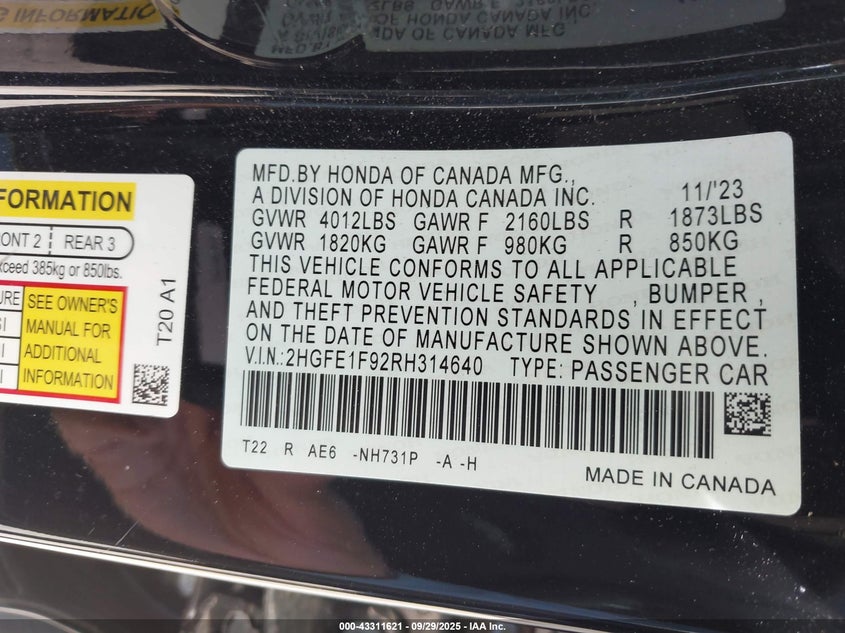 FORMATION
ONT 2 REAR 3
xceed 385kg or 850lbs.
URE
SEE OWNER'S
MANUAL FOR
ADDITIONAL
INFORMATION
T20 A1
MFD.BY HONDA OF CANADA MFG.,
A DIVISION OF HONDA CANADA INC. 11/'23
GVWR 4012LBS GAWR F 2160LBS R 1873LBS
GVWR 1820KG GAWR F 980KG R 850KG
THIS VEHICLE CONFORMS TO ALL APPLICABLE
FEDERAL MOTOR VEHICLE SAFETY , BUMPER ,
AND THEFT PREVENTION STANDARDS IN EFFECT
ON THE DATE OF MANUFACTURE SHOWN ABOVE.
V.I.N.:2HGFE1F92RH314640 TYPE: PASSENGER CAR
T22 R AE6 -NH731P -A -H
MADE IN CANADA
000-43311621 - 09/29/2025 - IAA Inc.